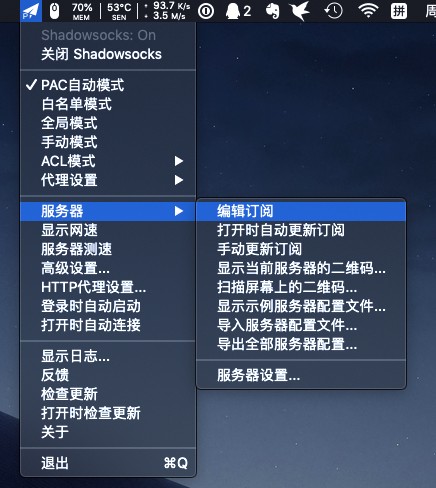 70% MEM 53°C SEN 93.7 K/s 3.5 M/s 2 拼 周
Shadowsocks: On
关闭 Shadowsocks
PAC自动模式
白名单模式
全局模式
手动模式
ACL模式
代理设置
服务器
显示网速
服务器测速
高级设置...
HTTP代理设置...
登录时自动启动
打开时自动连接
显示日志...
反馈
检查更新
打开时检查更新
关于
退出 ⌘Q
编辑订阅
打开时自动更新订阅
手动更新订阅
显示当前服务器的二维码...
扫描屏幕上的二维码...
显示示例服务器配置文件...
导入服务器配置文件...
导出全部服务器配置...
服务器设置...